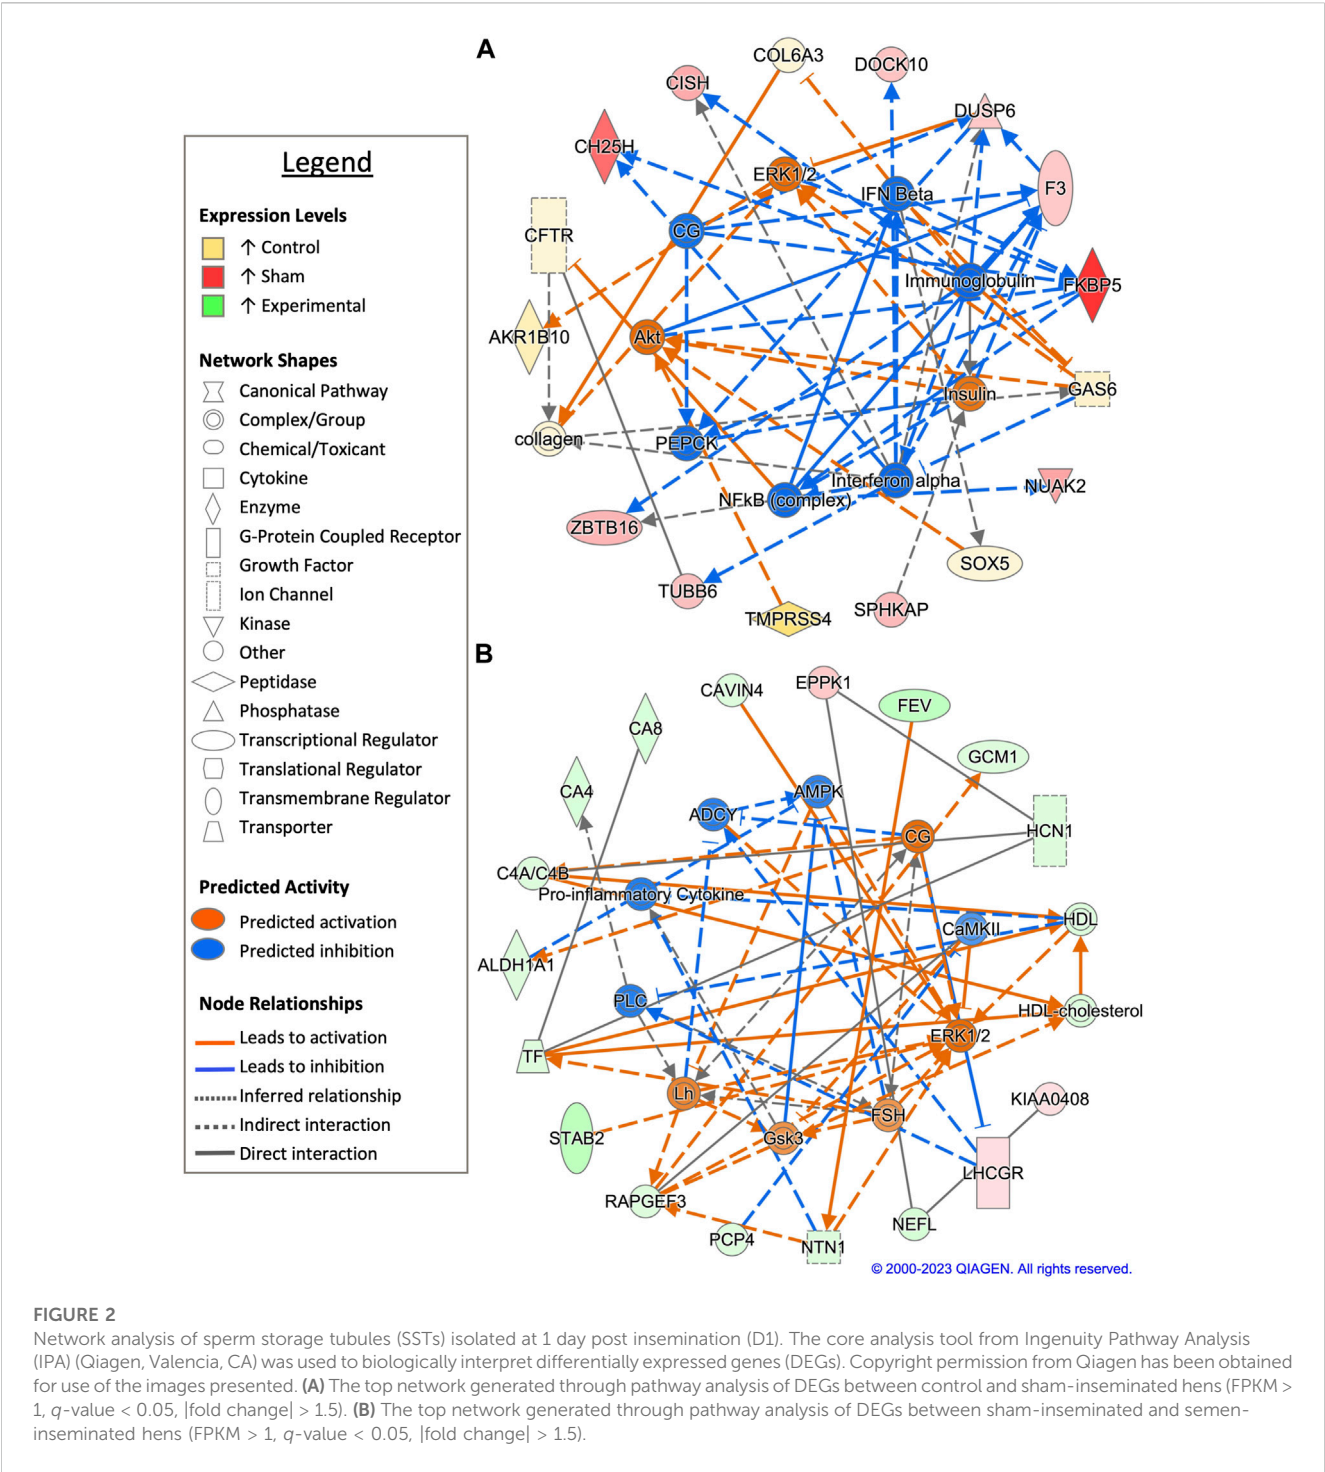 A
COL6A3
DOCK10
CISH
DUSP6
CH25H
ERK1/2
IFN Beta
F3
CG
CFTR
Immunoglobulin
FKBP5
AKR1B10
Akt
Insulin
GAS6
collagen
PEPCK
Interferon alpha
NUAK2
NFkB (complex)
ZBTB16
SOX5
TUBB6
SPHKAP
TMPRSS4
Legend
Expression Levels
↑ Control
↑ Sham
↑ Experimental
Network Shapes
Canonical Pathway
Complex/Group
Chemical/Toxicant
Cytokine
Enzyme
G-Protein Coupled Receptor
Growth Factor
Ion Channel
Kinase
Other
Peptidase
Phosphatase
Transcriptional Regulator
Translational Regulator
Transmembrane Regulator
Transporter
Predicted Activity
Predicted activation
Predicted inhibition
Node Relationships
Leads to activation
Leads to inhibition
Inferred relationship
Indirect interaction
Direct interaction
B
CAVIN4
EPPK1
FEV
CA8
GCM1
CA4
AMPK
ADCY
CG
HCN1
C4A/C4B
Pro-inflammatory Cytokine
HDL
CaMKII
ALDH1A1
PLC
HDL-cholesterol
ERK1/2
TF
Lh
KIAA0408
FSH
STAB2
Gsk3
LHCGR
RAPGEF3
NEFL
PCP4
NTN1
© 2000-2023 QIAGEN. All rights reserved.
FIGURE 2
Network analysis of sperm storage tubules (SSTs) isolated at 1 day post insemination (D1). The core analysis tool from Ingenuity Pathway Analysis
(IPA) (Qiagen, Valencia, CA) was used to biologically interpret differentially expressed genes (DEGs). Copyright permission from Qiagen has been obtained
for use of the images presented. (A) The top network generated through pathway analysis of DEGs between control and sham-inseminated hens (FPKM >
1, q-value < 0.05, |fold change| > 1.5). (B) The top network generated through pathway analysis of DEGs between sham-inseminated and semen-
inseminated hens (FPKM > 1, q-value < 0.05, |fold change| > 1.5).